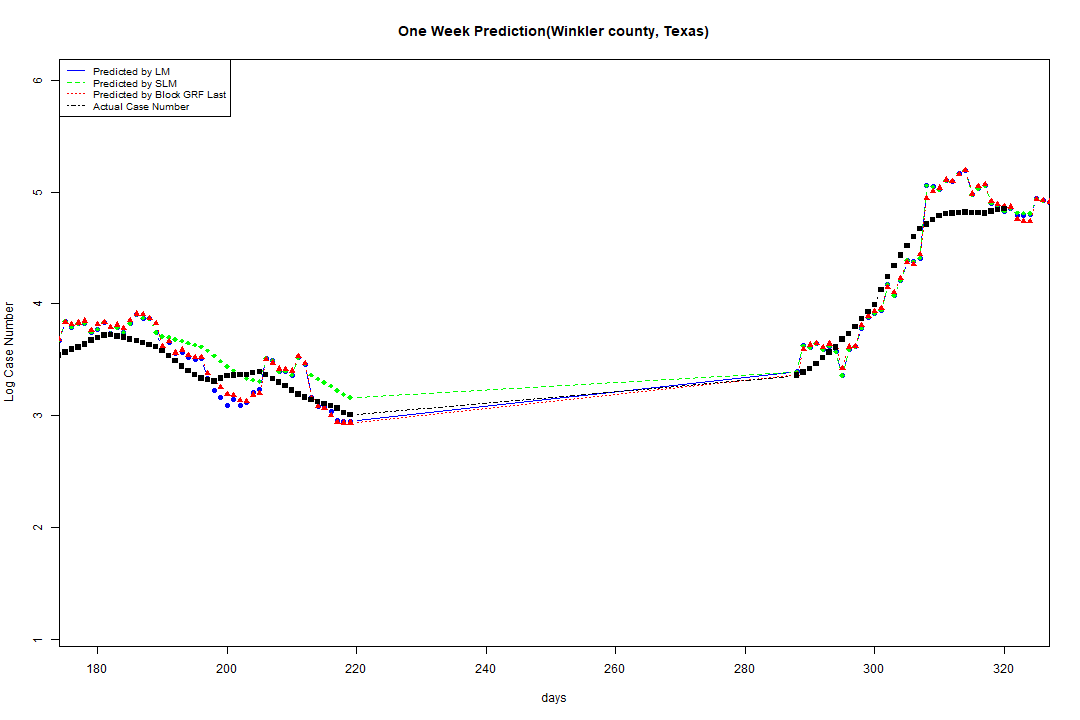 One Week Prediction(Winkler county, Texas)
Predicted by LM
Predicted by SLM
Predicted by Block GRF Last
Actual Case Number
6
5
4
3
2
1
Log Case Number
180 200 220 240 260 280 300 320
days